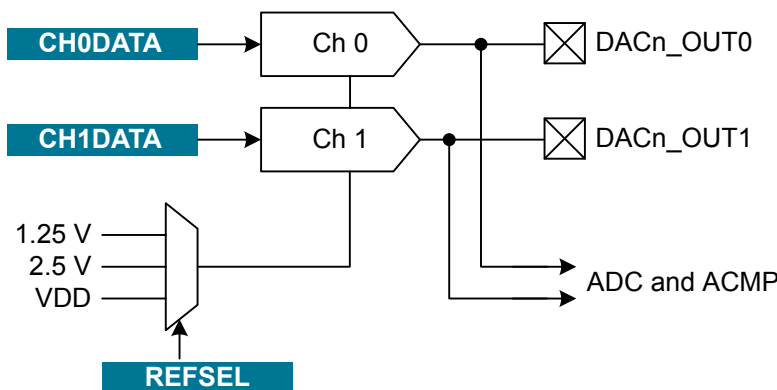 CH0DATA
Ch 0
DACn_OUT0
CH1DATA
Ch 1
DACn_OUT1
1.25 V
2.5 V
VDD
ADC and ACMP
REFSEL